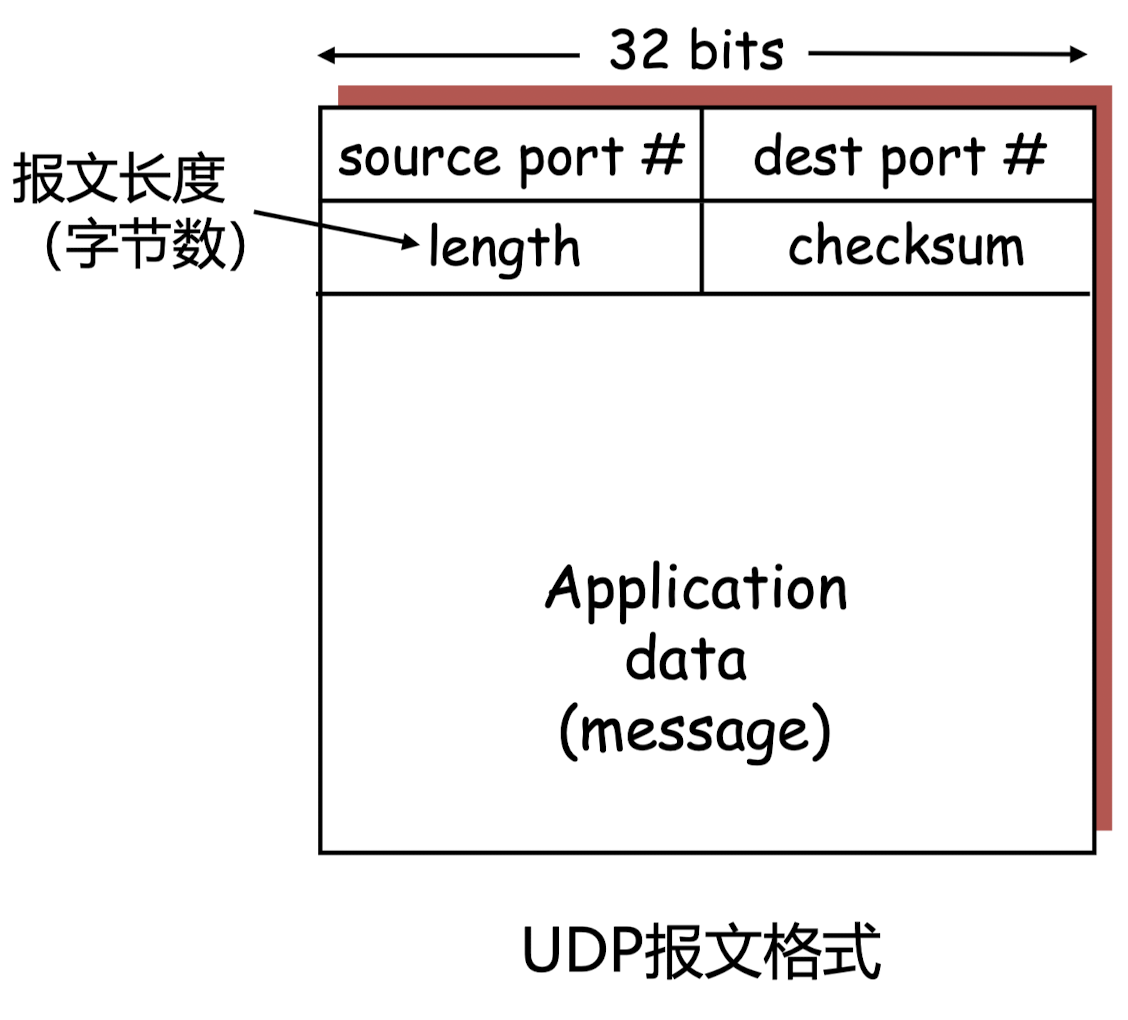 32 bits
source port #
dest port #
报文长度
（字节数）
length
checksum
Application
data
(message)
UDP报文格式